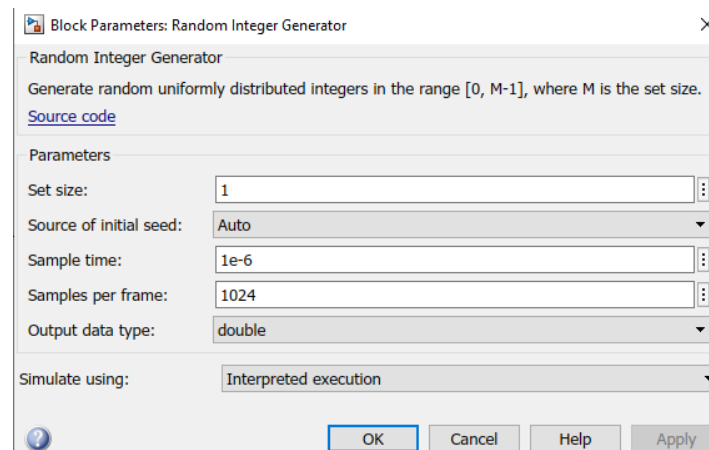 Block Parameters: Random Integer Generator
Random Integer Generator
Generate random uniformly distributed integers in the range [0, M-1], where M is the set size.
Source code
Parameters
Set size: 1
Source of initial seed: Auto
Sample time: 1e-6
Samples per frame: 1024
Output data type: double
Simulate using: Interpreted execution
OK Cancel Help Apply